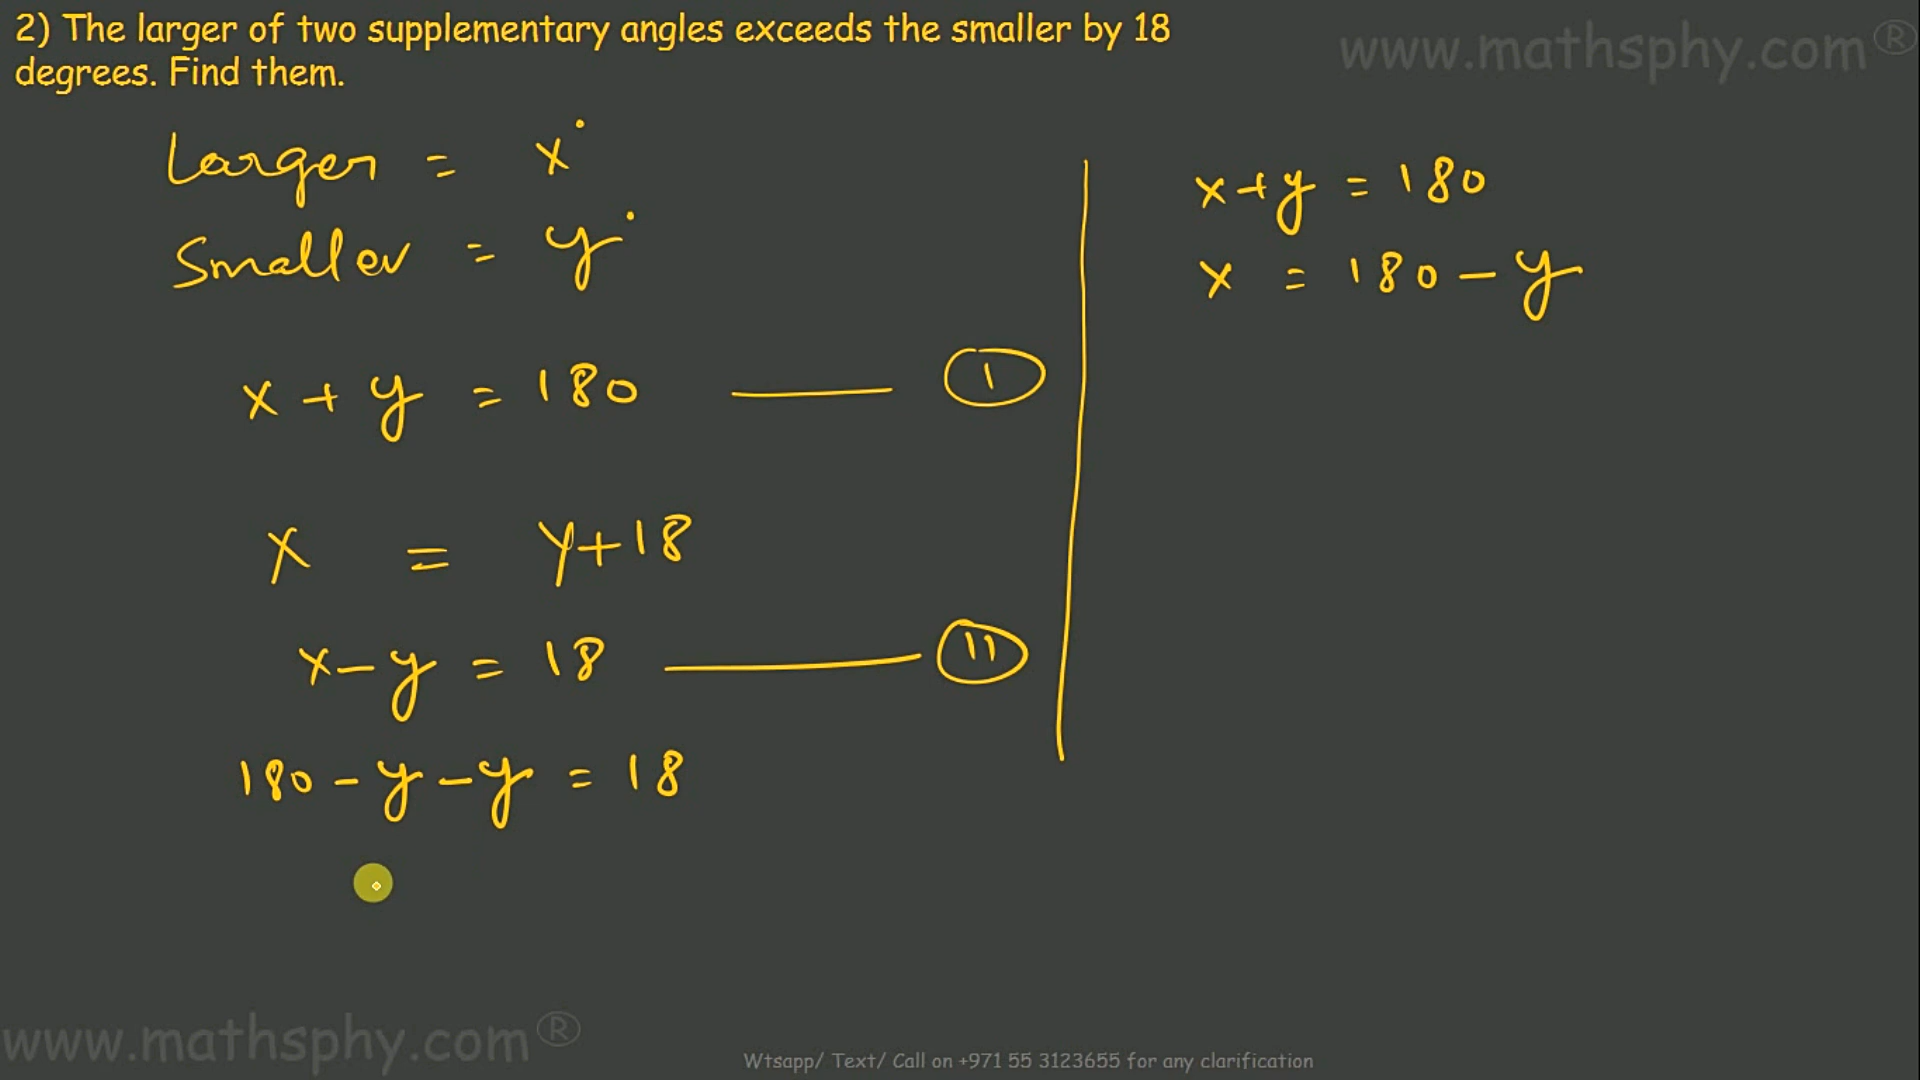 2) The larger of two supplementary angles exceeds the smaller by 18
degrees. Find them.
www.mathsphy.com®
Larger = x°
Smaller = y°
x + y = 180 —— (1)
x = y+18
x-y = 18 —— (11)
180 - y - y = 18
x+y = 180
x = 180 - y
www.mathsphy.com®
Wtsapp/ Text/ Call on +971 55 3123655 for any clarification